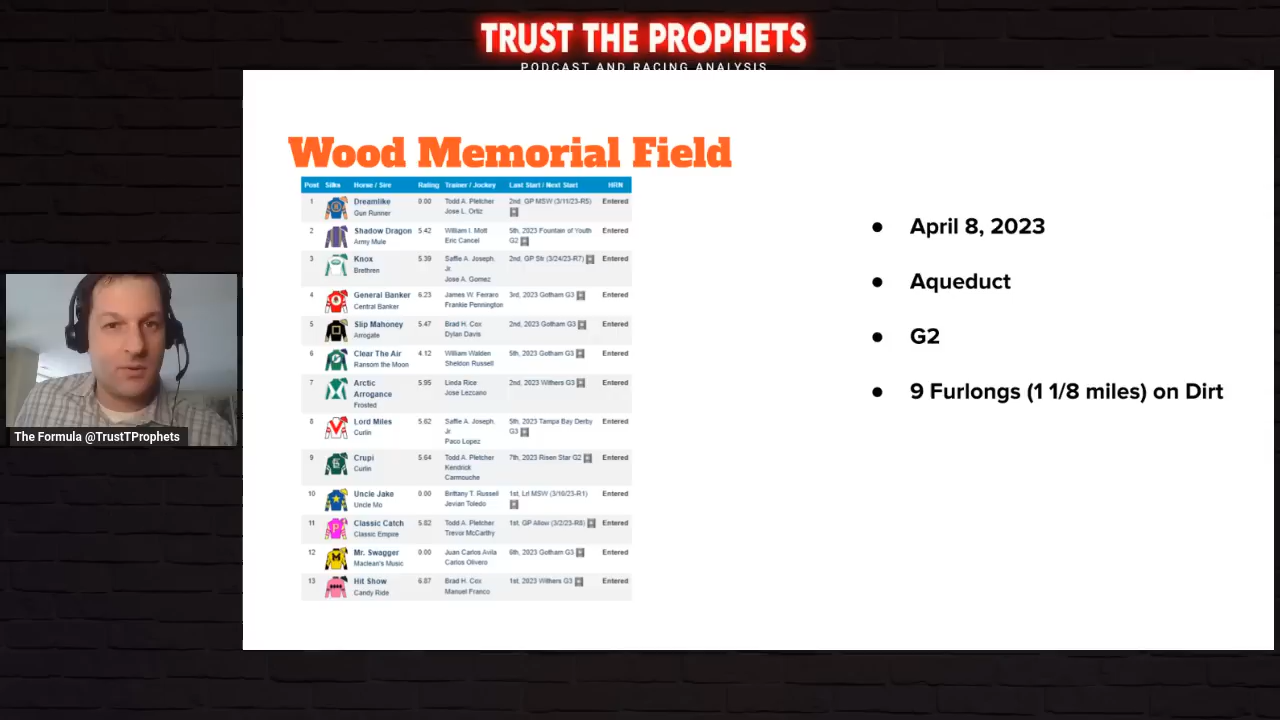 TRUST THE PROPHETS
PODCAST AND RACING ANALYSIS
Wood Memorial Field
Post Silks Horse / Sire Rating Trainer / Jockey Last Start / Next Start HRN
1 Dreamlike 0.00 Todd A. Pletcher 2nd, GP MSW (3/11/23-R5) Entered
Gun Runner Jose L. Ortiz
2 Shadow Dragon 5.42 William I. Mott 5th, 2023 Fountain of Youth Entered
Army Mule Eric Cancel G2
3 Knox 5.39 Saffie A. Joseph, 2nd, GP Str (3/24/23-R7) Entered
Brethren Jr.
Jose A. Gomez
4 General Banker 6.23 James W. Ferraro 3rd, 2023 Gotham G3 Entered
Central Banker Frankie Pennington
5 Slip Mahoney 5.47 Brad H. Cox 2nd, 2023 Gotham G3 Entered
Arrogate Dylan Davis
6 Clear The Air 4.12 William Walden 5th, 2023 Gotham G3 Entered
Ransom the Moon Sheldon Russell
7 Arctic 5.95 Linda Rice 2nd, 2023 Withers G3 Entered
Arrogance Jose Lezcano
Frosted
8 Lord Miles 5.62 Saffie A. Joseph, 5th, 2023 Tampa Bay Derby Entered
Curlin Jr. G3
Paco Lopez
9 Crupi 5.64 Todd A. Pletcher 7th, 2023 Risen Star G2 Entered
Curlin Kendrick
Carmouche
10 Uncle Jake 0.00 Brittany T. Russell 1st, Lrl MSW (3/16/23-R1) Entered
Uncle Mo Jevian Toledo
11 Classic Catch 5.82 Todd A. Pletcher 1st, GP Allow (3/2/23-R8) Entered
Classic Empire Trevor McCarthy
12 Mr. Swagger 0.00 Juan Carlos Avila 6th, 2023 Gotham G3 Entered
Maclean's Music Carlos Olivero
13 Hit Show 6.87 Brad H. Cox 1st, 2023 Withers G3 Entered
Candy Ride Manuel Franco
● April 8, 2023
● Aqueduct
● G2
● 9 Furlongs (1 1/8 miles) on Dirt
The Formula @TrustTProphets